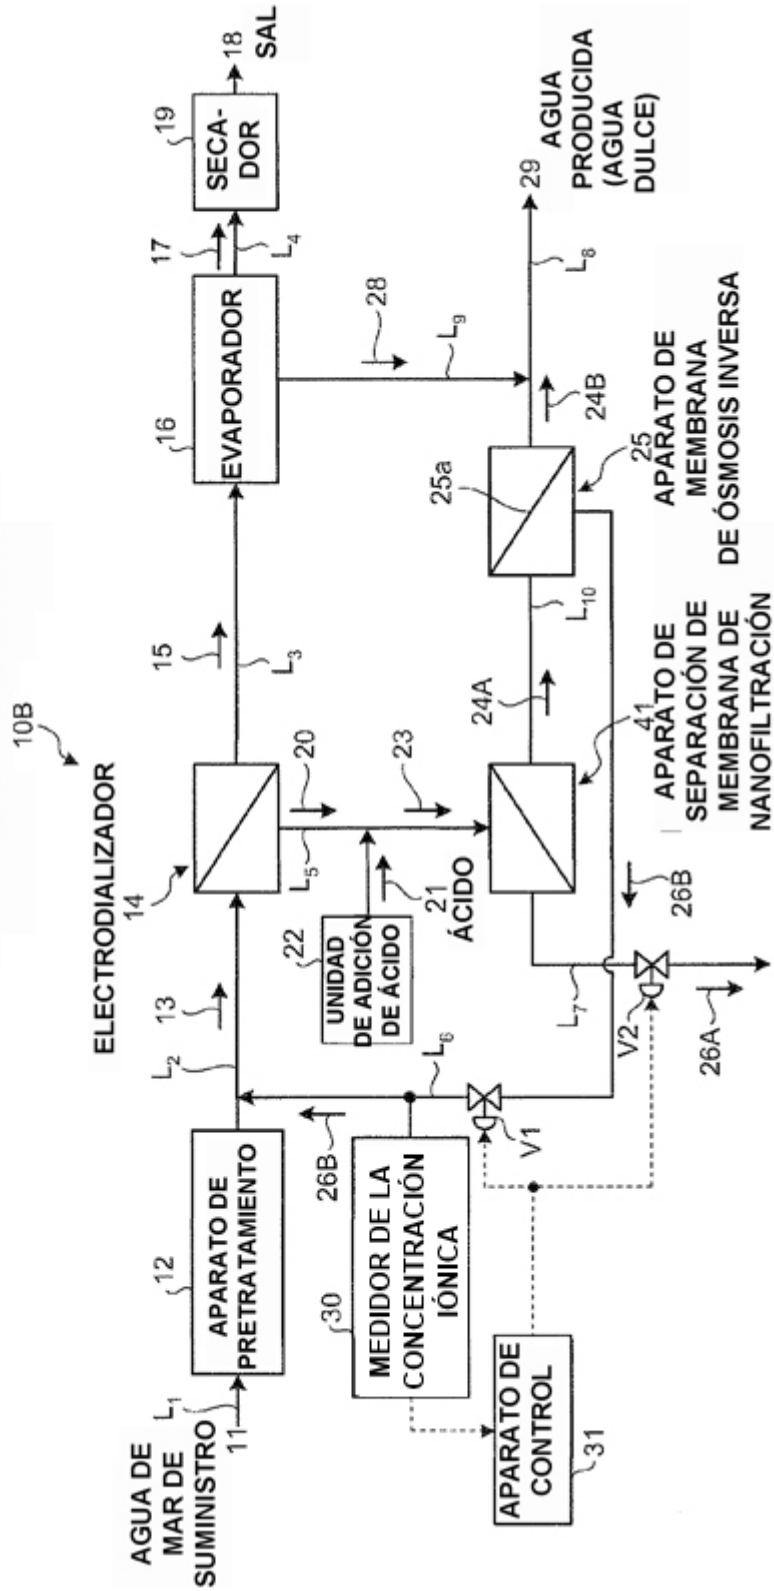 10B
ELECTRODIALIZADOR
14
13
L2
12
APARATO DE
PRETRATAMIENTO
L1
11
AGUA DE
MAR DE
SUMINISTRO
15
L3
16
EVAPORADOR
17
L4
19
SECA-
DOR
18
SAL
28
L9
20
L5
23
21
ÁCIDO
22
UNIDAD
DE ADICIÓN
DE ÁCIDO
24A
L10
25a
25
24B
L8
29
AGUA
PRODUCIDA
(AGUA
DULCE)
APARATO DE
MEMBRANA
DE ÓSMOSIS INVERSA
41
APARATO DE
SEPARACIÓN DE
MEMBRANA DE
NANOFILTRACIÓN
26B
L7
V2
26A
L6
V1
26B
30
MEDIDOR DE LA
CONCENTRACIÓN
IÓNICA
APARATO DE
CONTROL
31